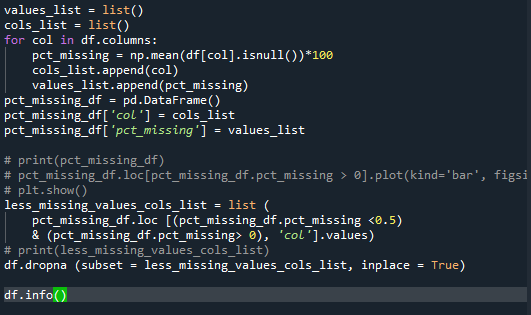 values_list = list()
cols_list = list()
for col in df.columns:
    pct_missing = np.mean(df[col].isnull())*100
    cols_list.append(col)
    values_list.append(pct_missing)
pct_missing_df = pd.DataFrame()
pct_missing_df['col'] = cols_list
pct_missing_df['pct_missing'] = values_list

# print(pct_missing_df)
# pct_missing_df.loc[pct_missing_df.pct_missing > 0].plot(kind='bar', figsi
# plt.show()
less_missing_values_cols_list = list (
    pct_missing_df.loc [(pct_missing_df.pct_missing <0.5)
    & (pct_missing_df.pct_missing> 0), 'col'].values)
# print(less_missing_values_cols_list)
df.dropna (subset = less_missing_values_cols_list, inplace = True)

df.info()